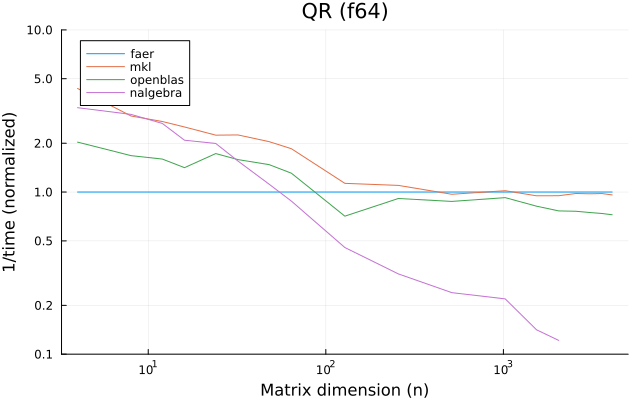 QR (f64)
1/time (normalized)
10.0
5.0
2.0
1.0
0.5
0.2
0.1
faer
mkl
openblas
nalgebra
10¹ 10² 10³
Matrix dimension (n)